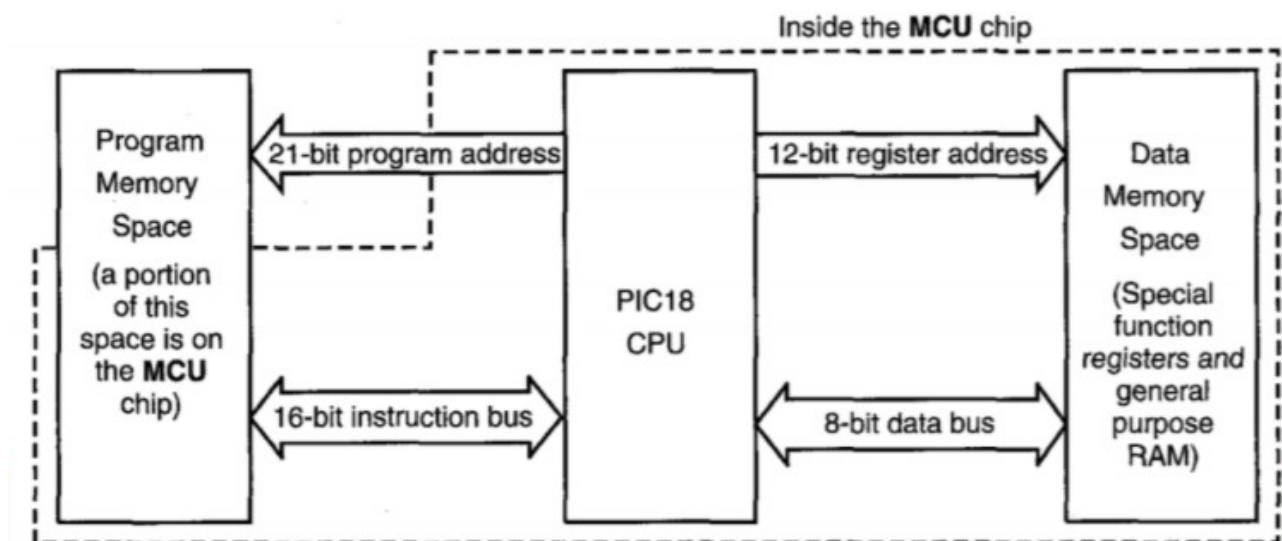 Inside the MCU chip
Program
Memory
Space
(a portion
of this
space is on
the MCU
chip)
21-bit program address
16-bit instruction bus
PIC18
CPU
12-bit register address
8-bit data bus
Data
Memory
Space
(Special
function
registers and
general
purpose
RAM)